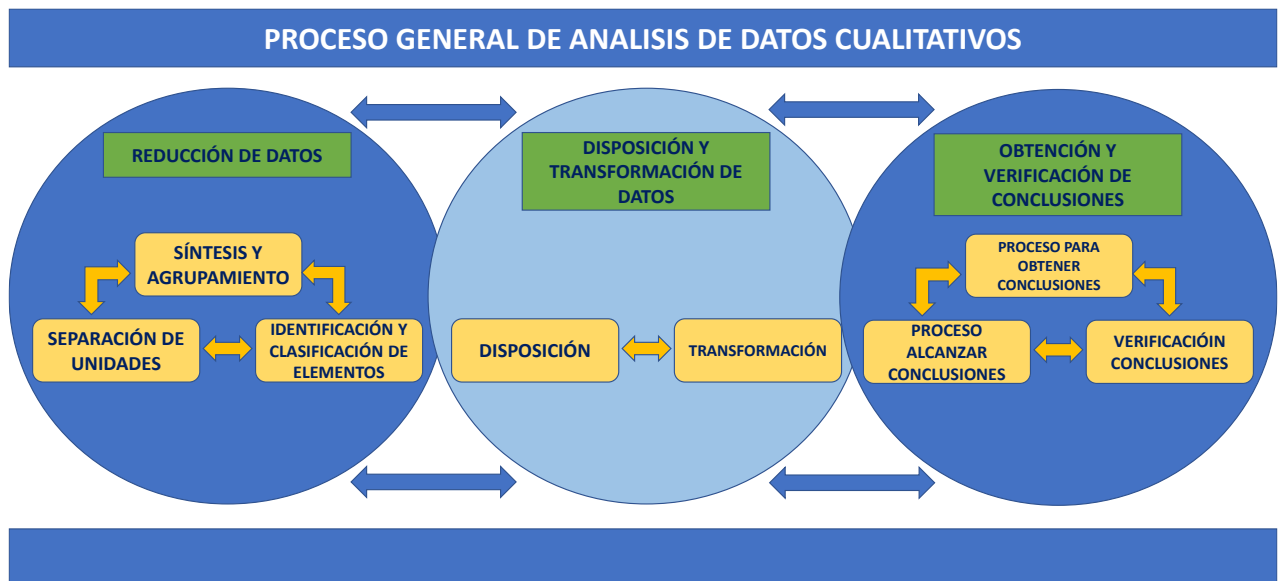 PROCESO GENERAL DE ANALISIS DE DATOS CUALITATIVOS
REDUCCIÓN DE DATOS
SÍNTESIS Y
AGRUPAMIENTO
SEPARACIÓN DE
UNIDADES
IDENTIFICACIÓN Y
CLASIFICACIÓN DE
ELEMENTOS
DISPOSICIÓN Y
TRANSFORMACIÓN DE
DATOS
DISPOSICIÓN
TRANSFORMACIÓN
OBTENCIÓN Y
VERIFICACIÓN DE
CONCLUSIONES
PROCESO PARA
OBTENER
CONCLUSIONES
PROCESO
ALCANZAR
CONCLUSIONES
VERIFICACIÓIN
CONCLUSIONES